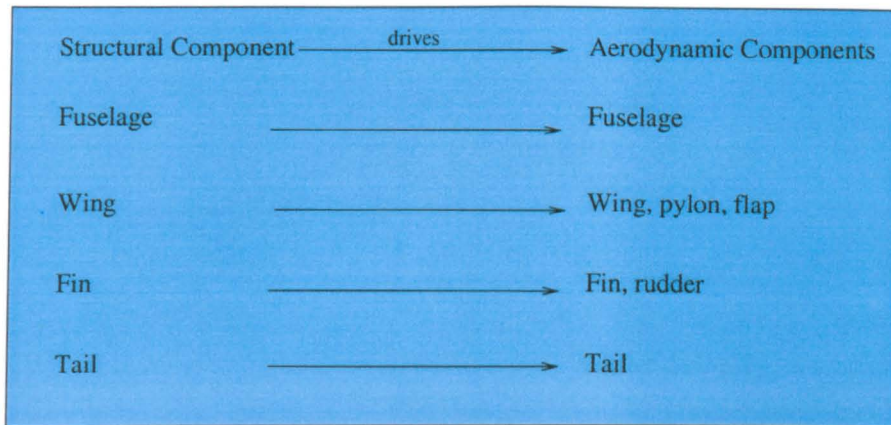 Structural Component drives Aerodynamic Components
Fuselage Fuselage
Wing Wing, pylon, flap
Fin Fin, rudder
Tail Tail